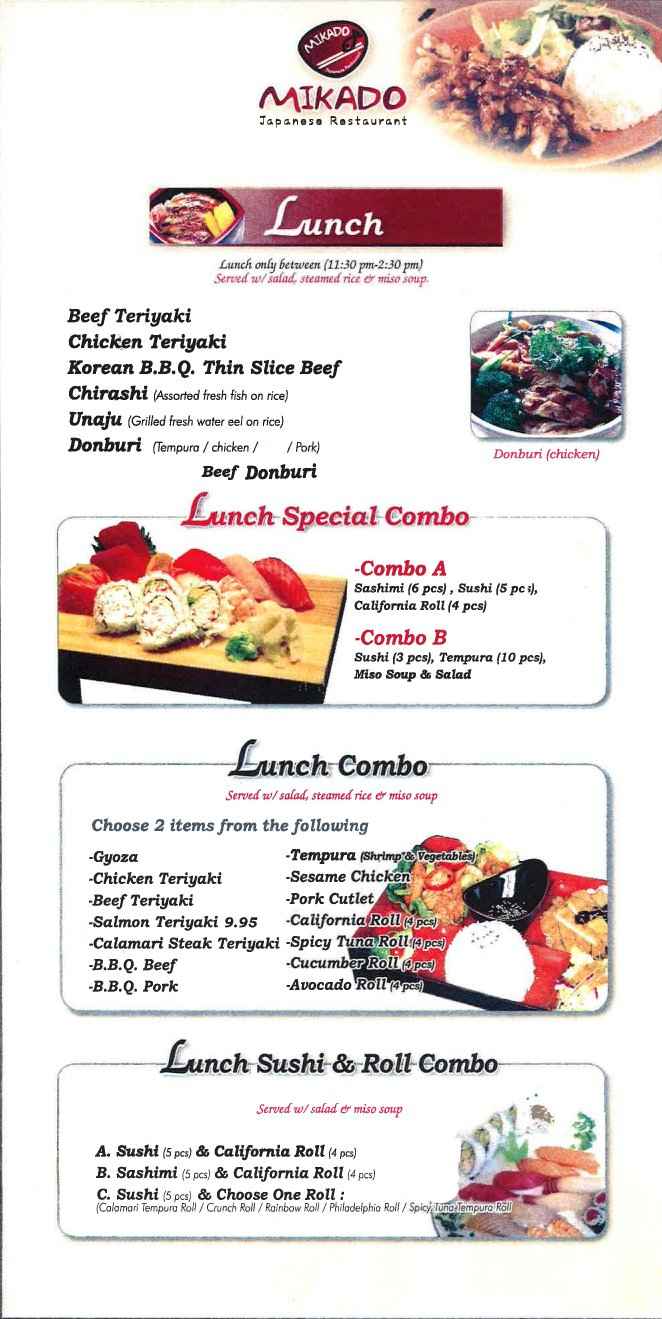 MIKADO
MIKADO
Japanese Restaurant
Lunch
Lunch only between (11:30 pm-2:30 pm)
Served w/ salad, steamed rice & miso soup.
Beef Teriyaki
Chicken Teriyaki
Korean B.B.Q. Thin Slice Beef
Chirashi (Assorted fresh fish on rice)
Unaju (Grilled fresh water eel on rice)
Donburi (Tempura / chicken / / Pork)
Beef Donburi
Donburi (chicken)
Lunch Special Combo
-Combo A
Sashimi (6 pcs) , Sushi (5 pcs),
California Roll (4 pcs)
-Combo B
Sushi (3 pcs), Tempura (10 pcs),
Miso Soup & Salad
Lunch Combo
Served w/ salad, steamed rice & miso soup
Choose 2 items from the following
-Gyoza
-Chicken Teriyaki
-Beef Teriyaki
-Salmon Teriyaki 9.95
-Calamari Steak Teriyaki
-B.B.Q. Beef
-B.B.Q. Pork
-Tempura (Shrimp & Vegetables)
-Sesame Chicken
-Pork Cutlet
-California Roll (4 pcs)
-Spicy Tuna Roll (4 pcs)
-Cucumber Roll (4 pcs)
-Avocado Roll (4 pcs)
Lunch Sushi & Roll Combo
Served w/ salad & miso soup
A. Sushi (5 pcs) & California Roll (4 pcs)
B. Sashimi (5 pcs) & California Roll (4 pcs)
C. Sushi (5 pcs) & Choose One Roll :
(Calamari Tempura Roll / Crunch Roll / Rainbow Roll / Philadelphia Roll / Spicy Tuna Tempura Roll